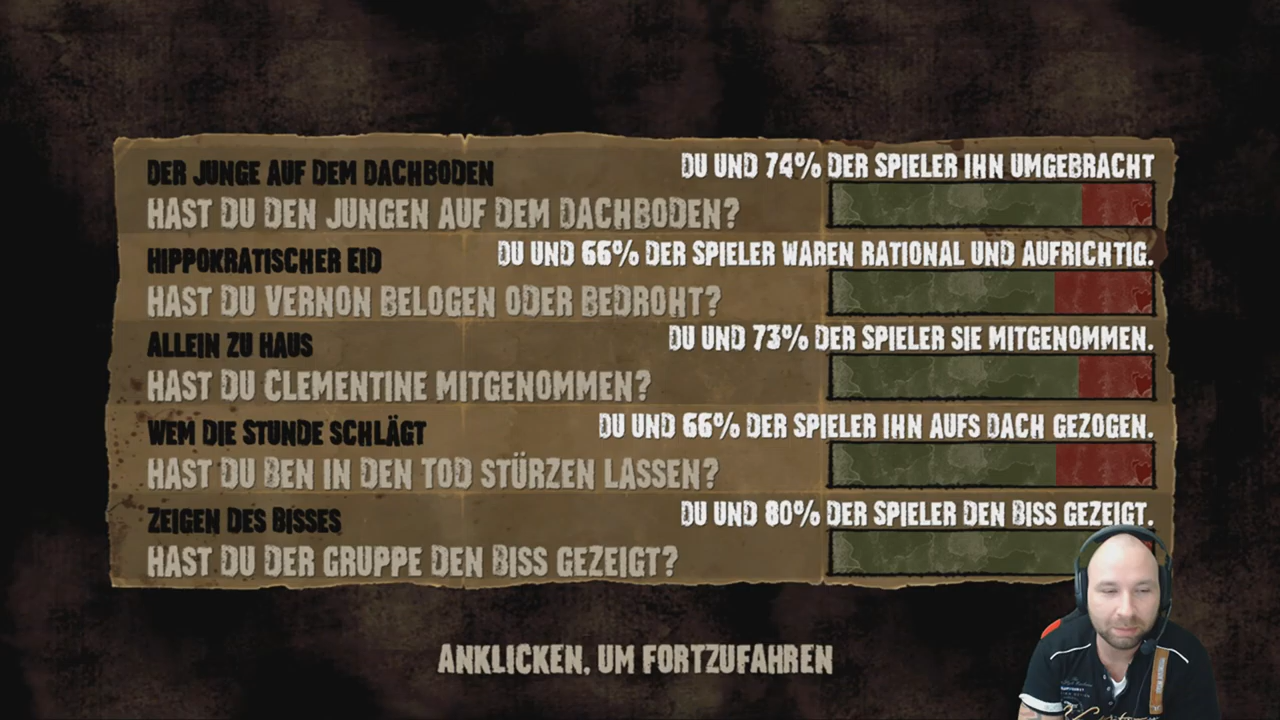 DER JUNGE AUF DEM DACHBODEN
DU UND 74% DER SPIELER IHN UMGEBRACHT
HAST DU DEN JUNGEN AUF DEM DACHBODEN?
HIPPOKRATISCHER EID
DU UND 66% DER SPIELER WAREN RATIONAL UND AUFRICHTIG.
HAST DU VERNON BELOGEN ODER BEDROHT?
ALLEIN ZU HAUS
DU UND 73% DER SPIELER SIE MITGENOMMEN.
HAST DU CLEMENTINE MITGENOMMEN?
WEM DIE STUNDE SCHLÄGT
DU UND 66% DER SPIELER IHN AUFS DACH GEZOGEN.
HAST DU BEN IN DEN TOD STÜRZEN LASSEN?
ZEIGEN DES BISSES
DU UND 80% DER SPIELER DEN BISS GEZEIGT.
HAST DU DER GRUPPE DEN BISS GEZEIGT?
ANKLICKEN, UM FORTZUFAHREN